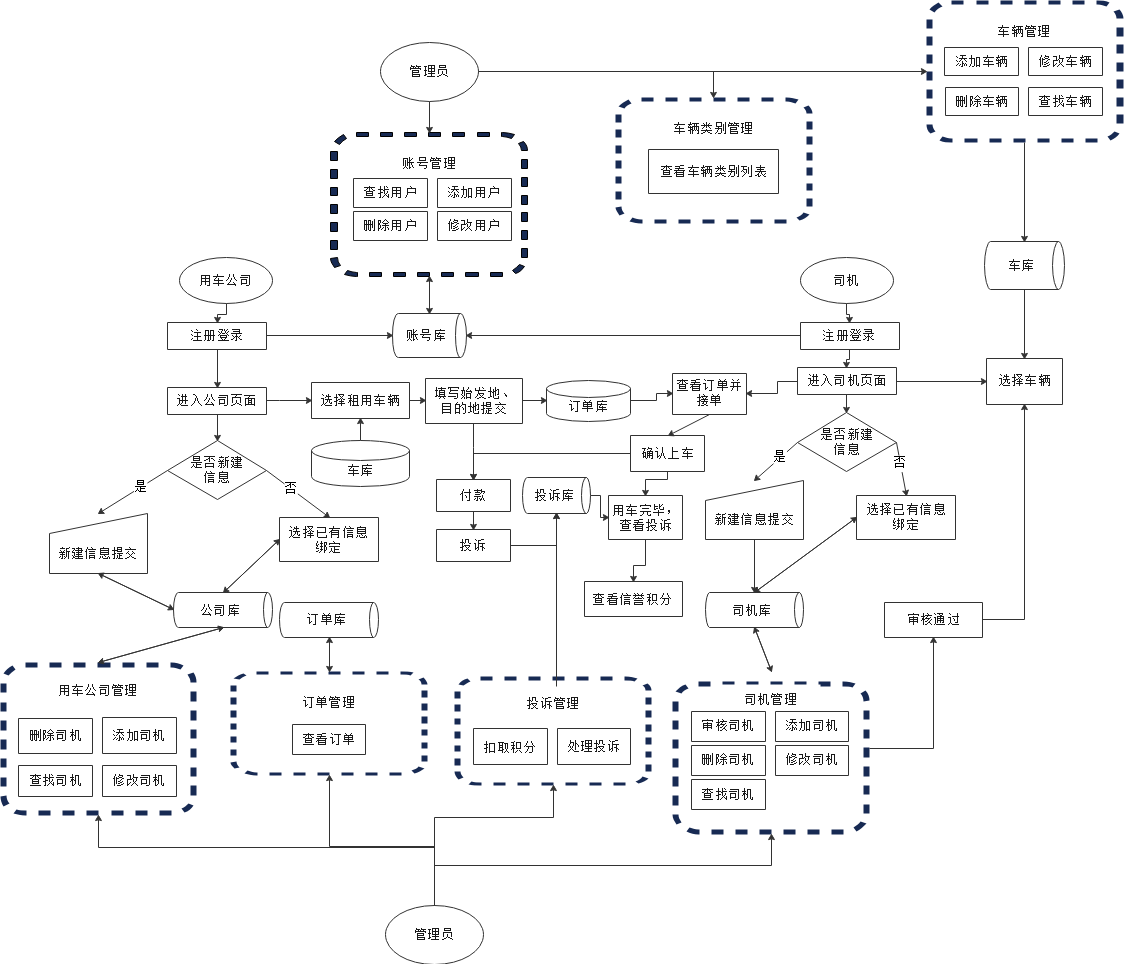 车辆管理
添加车辆
修改车辆
删除车辆
查找车辆
管理员
车辆类别管理
查看车辆类别列表
账号管理
查找用户
添加用户
删除用户
修改用户
用车公司
司机
车库
注册登录
账号库
注册登录
进入公司页面
选择租用车辆
填写始发地、
目的地提交
订单库
查看订单并
接单
进入司机页面
选择车辆
车库
确认上车
是否新建
信息
是否新建
信息
是
否
是
否
付款
投诉库
用车完毕，
查看投诉
新建信息提交
选择已有信息
绑定
新建信息提交
选择已有信息
绑定
投诉
查看信誉积分
公司库
订单库
司机库
审核通过
用车公司管理
删除司机
添加司机
查找司机
修改司机
订单管理
查看订单
投诉管理
扣取积分
处理投诉
司机管理
审核司机
添加司机
删除司机
修改司机
查找司机
管理员